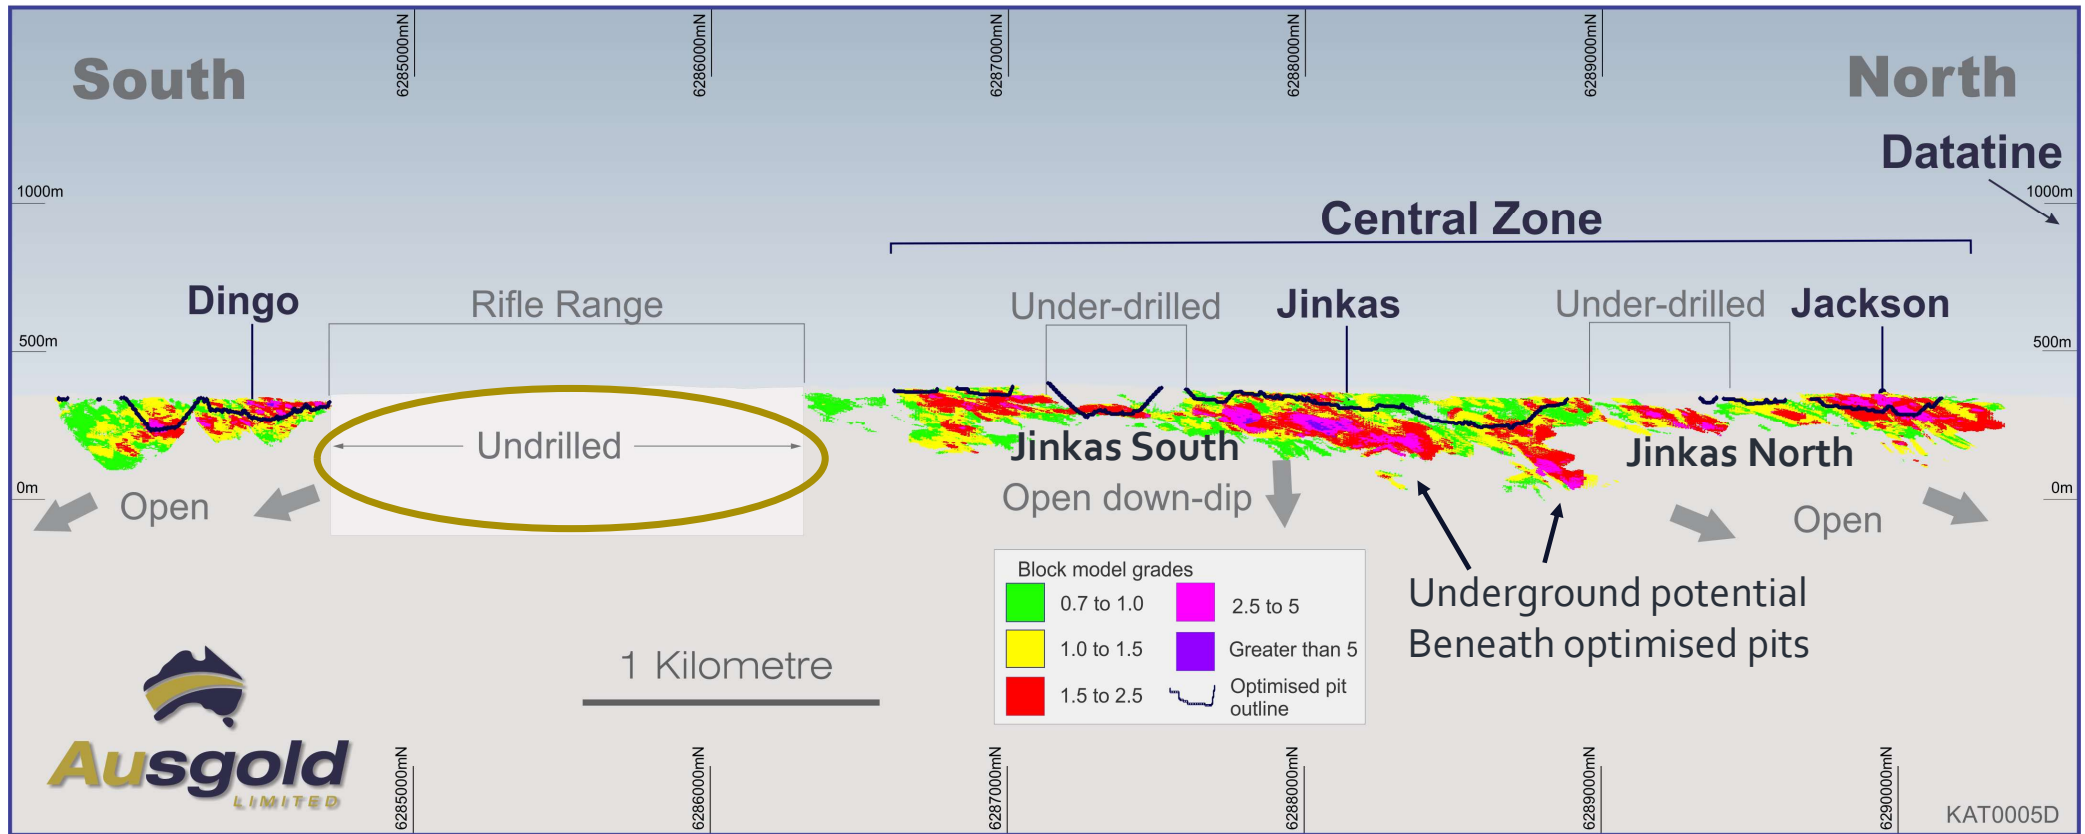 6285000mN
6286000mN
6287000mN
6288000mN
6289000mN
South
North
Datatine
1000m
1000m
Central Zone
Dingo
Rifle Range
Under-drilled
Jinkas
Under-drilled
Jackson
500m
500m
Undrilled
Jinkas South
Jinkas North
0m
0m
Open
Open down-dip
Open
Block model grades
0.7 to 1.0
2.5 to 5
1.0 to 1.5
Greater than 5
1.5 to 2.5
Optimised pit
outline
Underground potential
Beneath optimised pits
1 Kilometre
Ausgold
LIMITED
6285000mN
6286000mN
6287000mN
6288000mN
6289000mN
6290000mN
KAT0005D